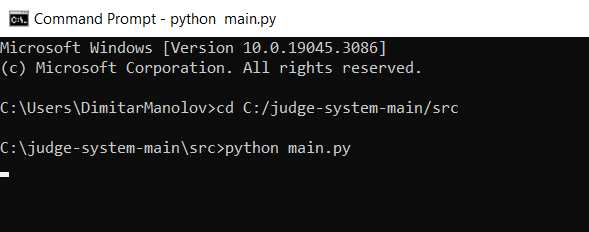 Command Prompt - python  main.py
Microsoft Windows [Version 10.0.19045.3086]
(c) Microsoft Corporation. All rights reserved.
C:\Users\DimitarManolov>cd C:/judge-system-main/src
C:\judge-system-main\src>python main.py